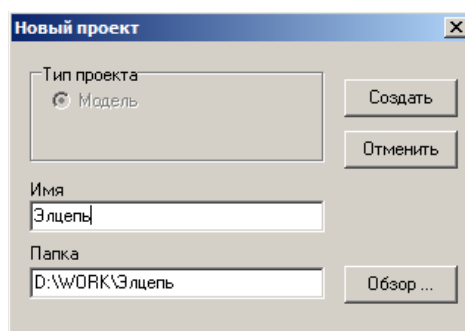 Новый проект
Тип проекта
Модель
Создать
Отменить
Имя
Элцепь
Папка
D:\WORK\Элцепь
Обзор ...